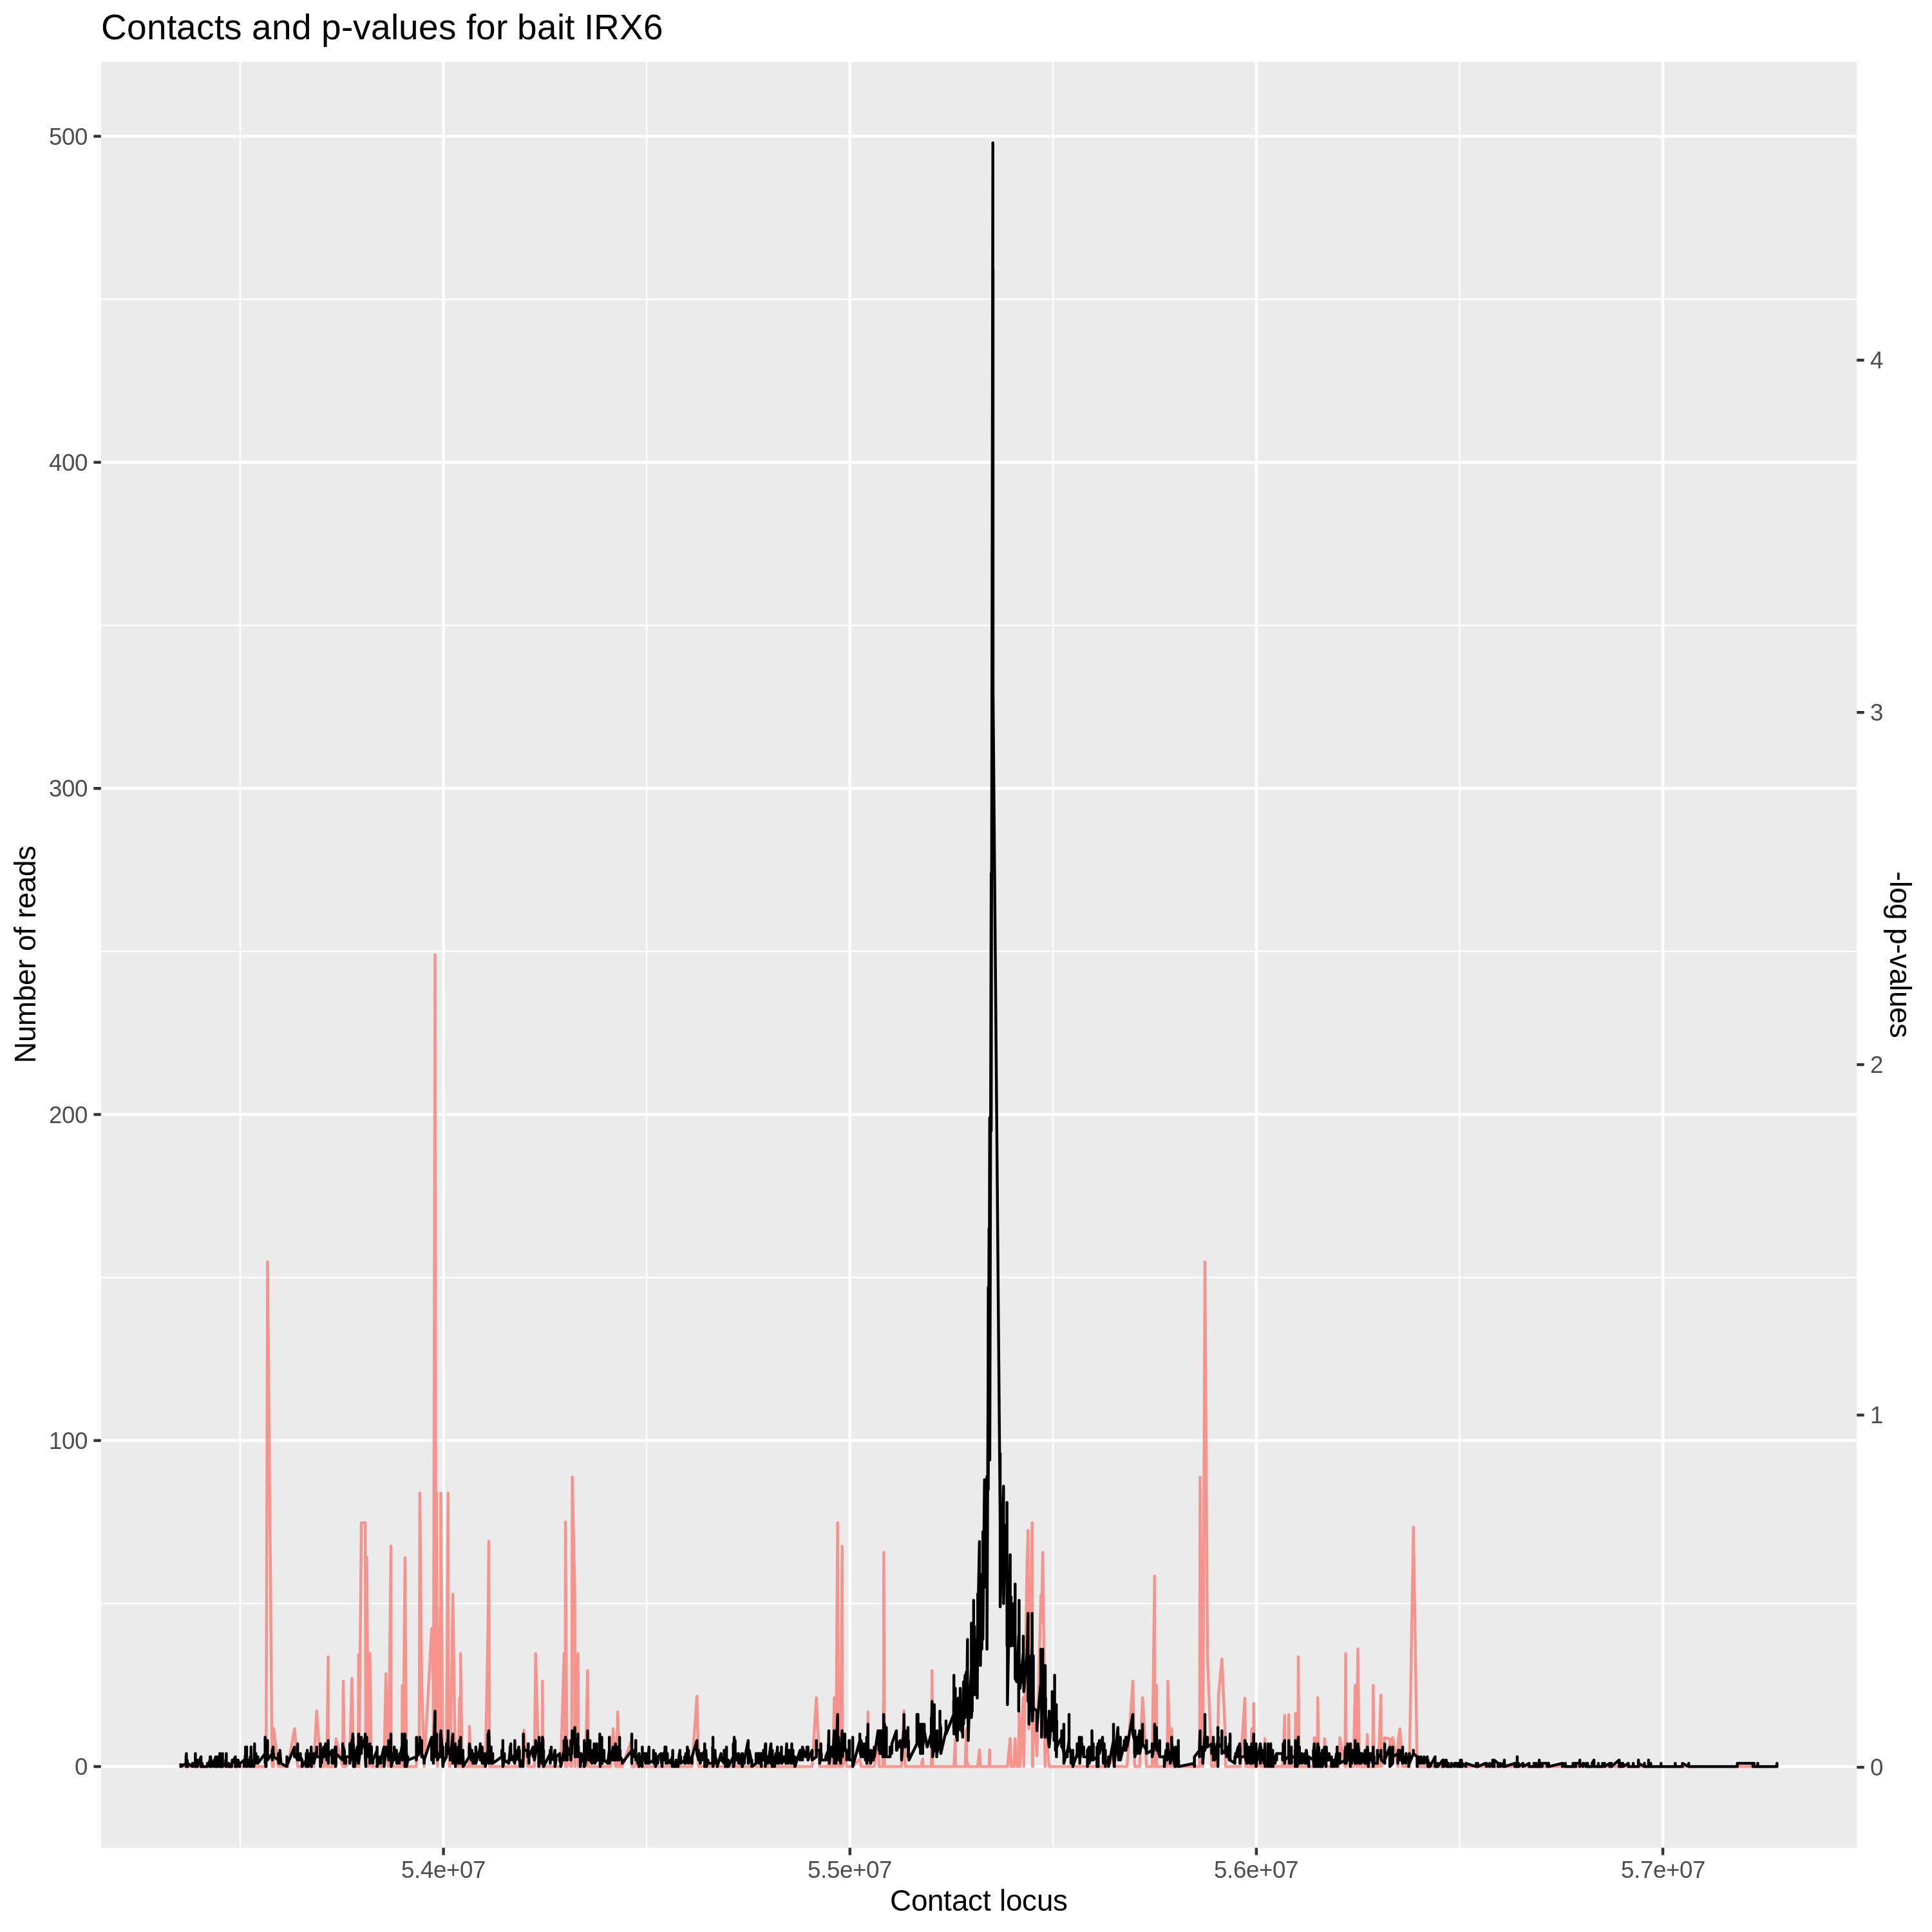 Contacts and p-values for bait IRX6
500
400
300
200
100
0
Number of reads
4
3
2
1
0
-log p-values
5.4e+07 5.5e+07 5.6e+07 5.7e+07
Contact locus